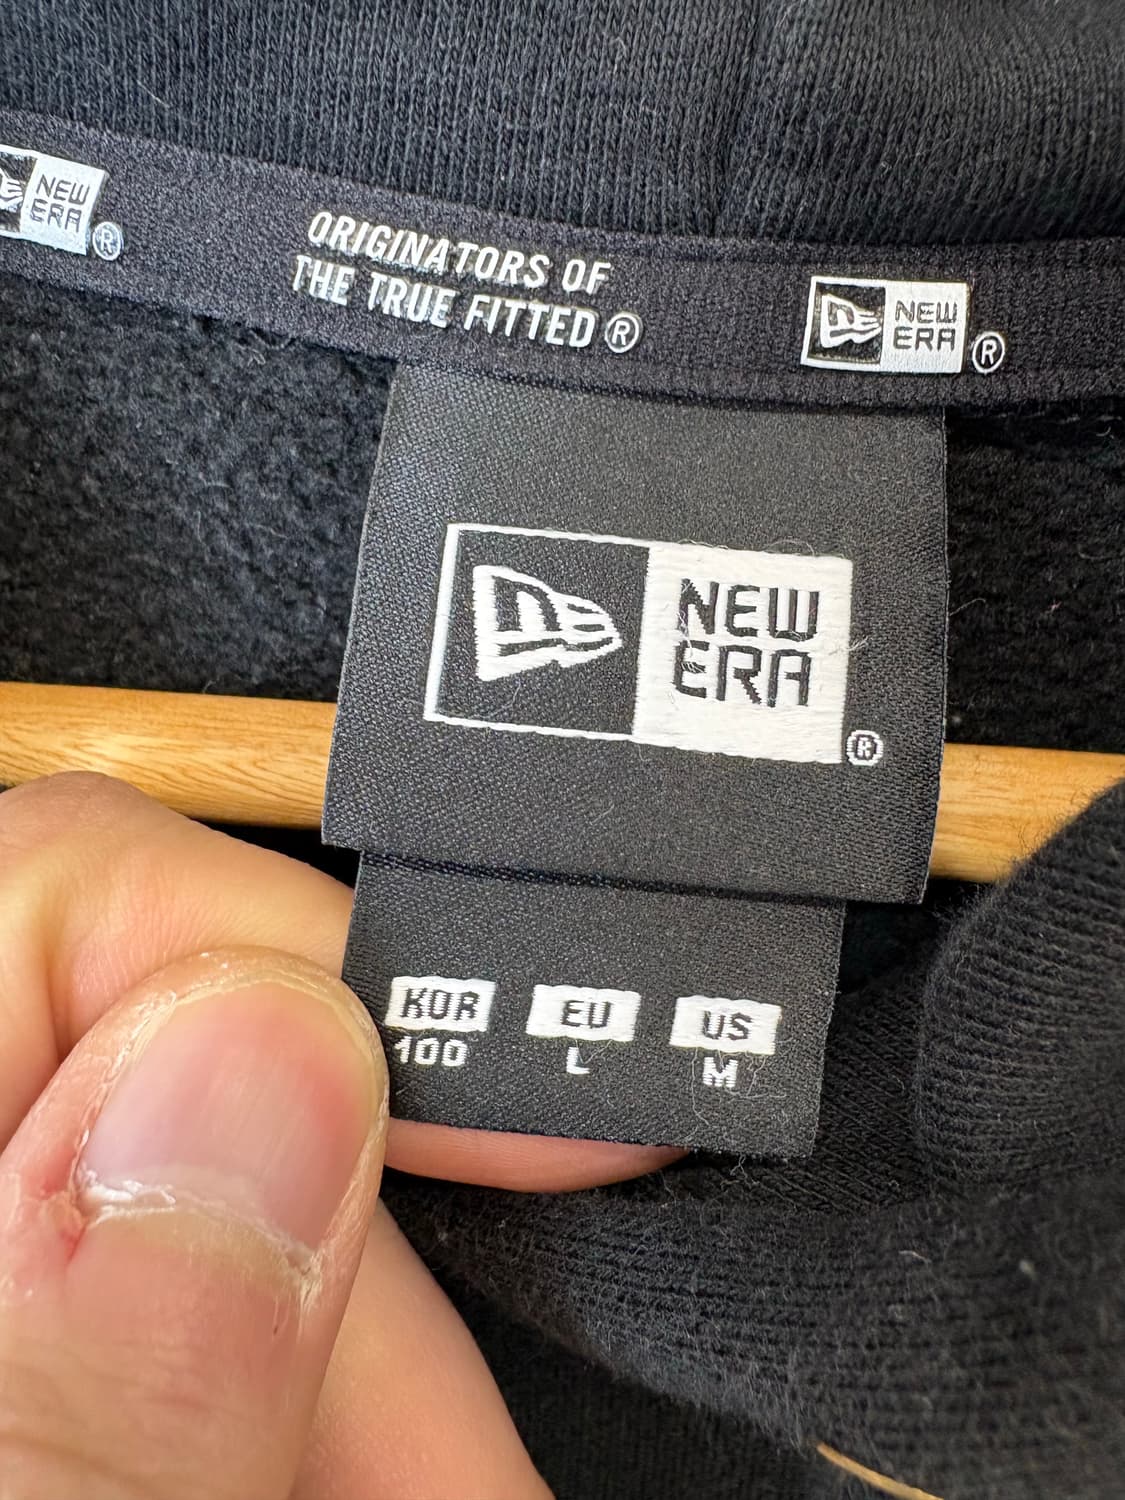 NEW
ERA®
ORIGINATORS OF
THE TRUE FITTED®
NEW
ERA®
NEW
ERA®
KOR EU US
100 L M